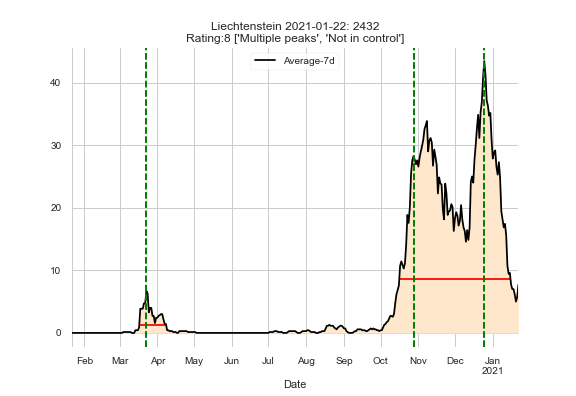 Liechtenstein 2021-01-22: 2432
Rating:8 ['Multiple peaks', 'Not in control']
Average-7d
40
30
20
10
0
Feb Mar Apr May Jun Jul Aug Sep Oct Nov Dec Jan
2021
Date